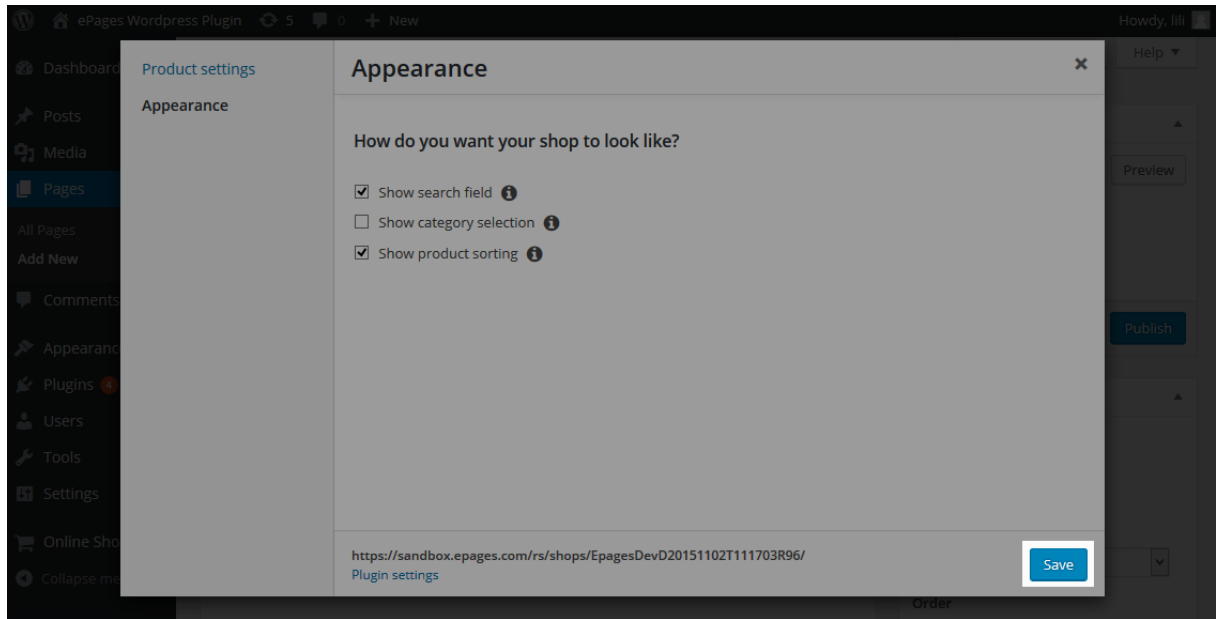 ePages Wordpress Plugin 5 0 + New Howdy, lili
Help
Dashboard
Posts
Media
Pages
All Pages
Add New
Comments
Appearanc
Plugins 4
Users
Tools
Settings
Online Sho
Collapse me
Product settings
Appearance
Appearance
How do you want your shop to look like?
Show search field
Show category selection
Show product sorting
https://sandbox.epages.com/rs/shops/EpagesDevD20151102T111703R96/
Plugin settings
Save
Preview
Publish
Order